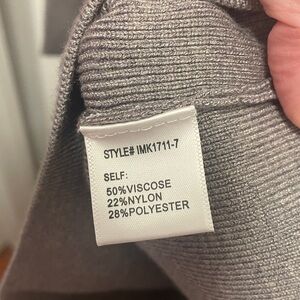 STYLE# IMK1711-7
SELF:
50%VISCOSE
22%NYLON
28%POLYESTER